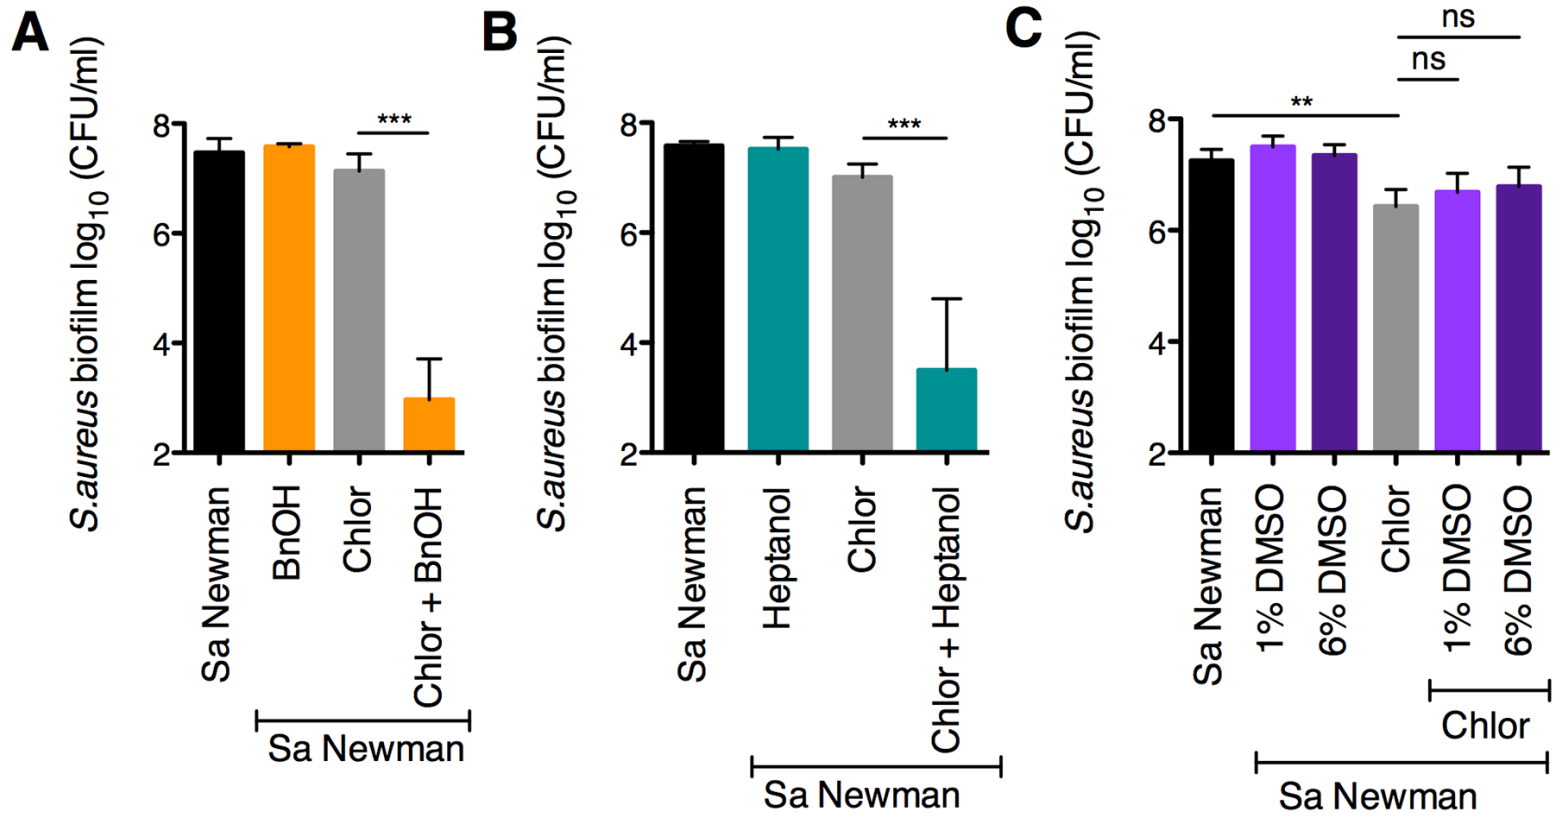 A
S.aureus biofilm log10 (CFU/ml)
8
6
4
2
***
Sa Newman
BnOH
Chlor
Chlor + BnOH
Sa Newman
B
S.aureus biofilm log10 (CFU/ml)
8
6
4
2
***
Sa Newman
Heptanol
Chlor
Chlor + Heptanol
Sa Newman
C
S.aureus biofilm log10 (CFU/ml)
8
6
4
2
ns
ns
**
Sa Newman
1% DMSO
6% DMSO
Chlor
1% DMSO
6% DMSO
Chlor
Sa Newman